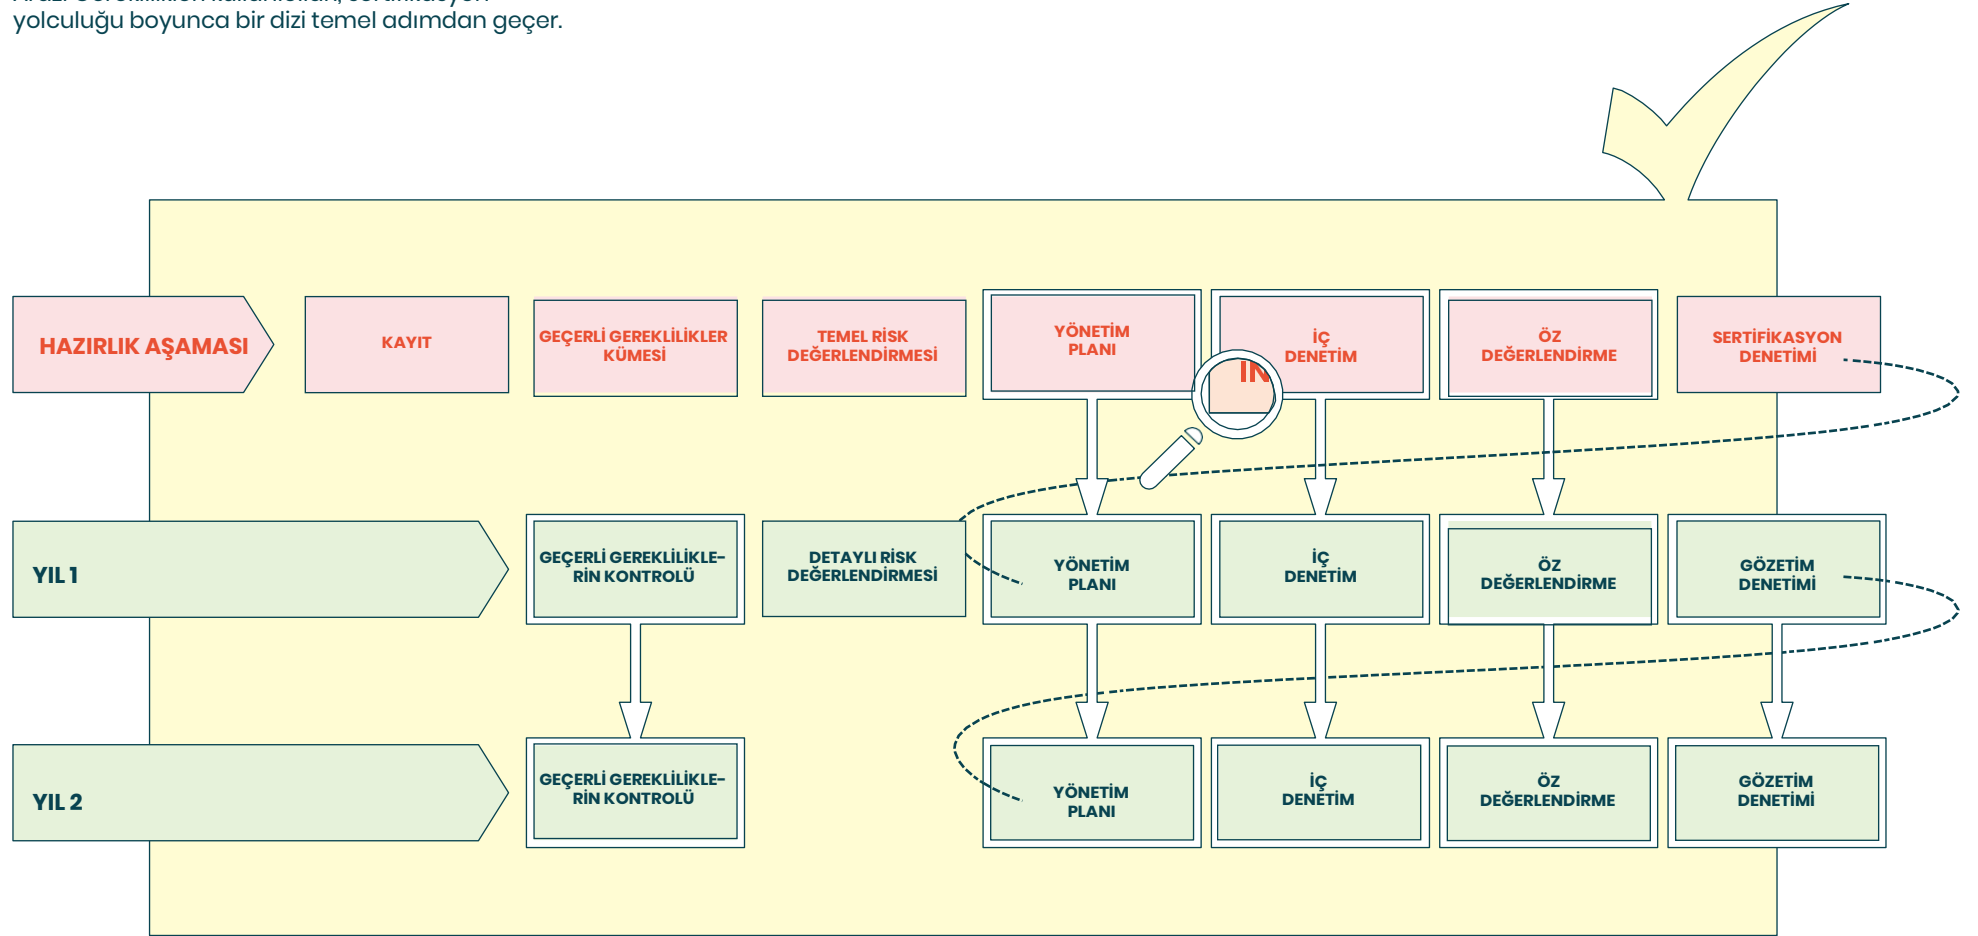 yolculuğu boyunca bir dizi temel adımdan geçer.
HAZIRLIK AŞAMASI
KAYIT
GEÇERLİ GEREKLİLİKLER
KÜMESİ
TEMEL RİSK
DEĞERLENDİRMESİ
YÖNETİM
PLANI
IN
İÇ
DENETİM
ÖZ
DEĞERLENDİRME
SERTİFİKASYON
DENETİMİ
YIL 1
GEÇERLİ GEREKLİLİKLE-
RİN KONTROLÜ
DETAYLI RİSK
DEĞERLENDİRMESİ
YÖNETİM
PLANI
İÇ
DENETİM
ÖZ
DEĞERLENDİRME
GÖZETİM
DENETİMİ
YIL 2
GEÇERLİ GEREKLİLİKLE-
RİN KONTROLÜ
YÖNETİM
PLANI
İÇ
DENETİM
ÖZ
DEĞERLENDİRME
GÖZETİM
DENETİMİ